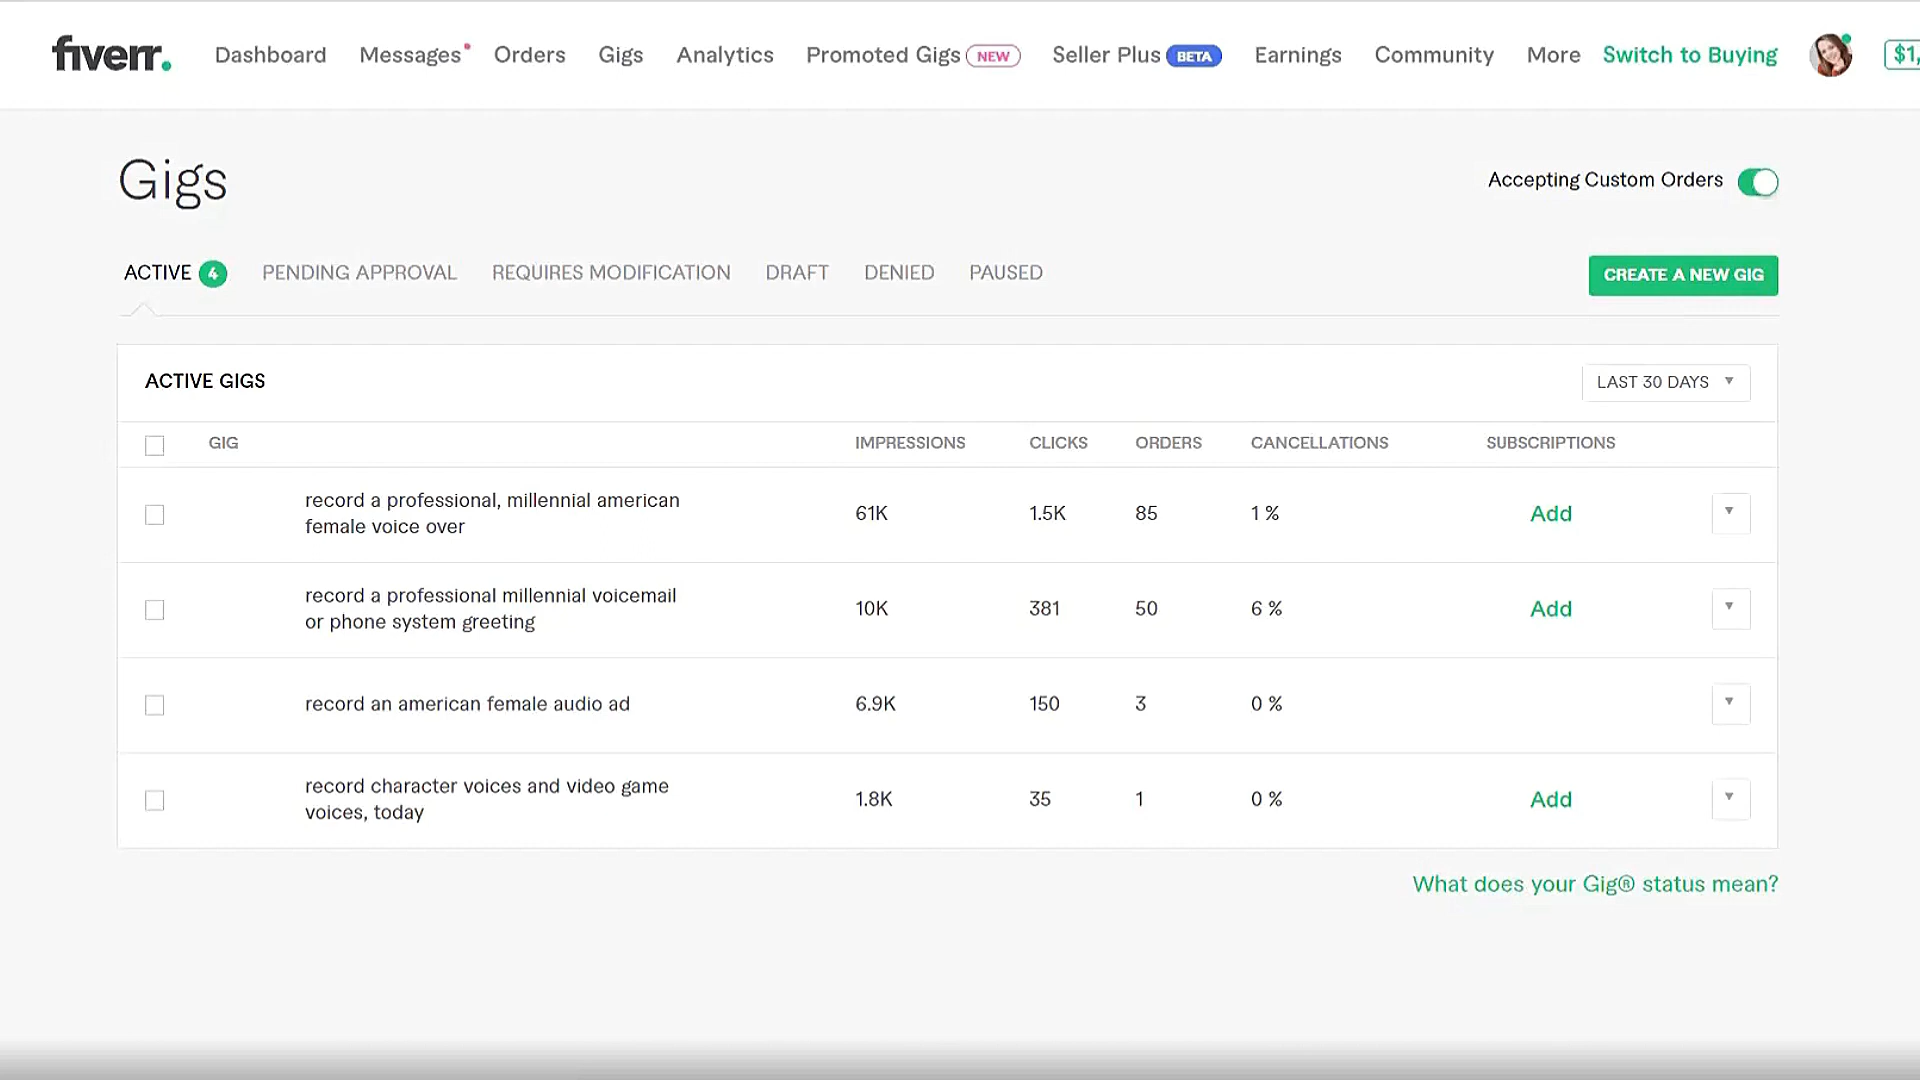 fiverr. Dashboard Messages Orders Gigs Analytics Promoted Gigs NEW Seller Plus BETA Earnings Community More Switch to Buying $1,
Gigs
Accepting Custom Orders
ACTIVE 4 PENDING APPROVAL REQUIRES MODIFICATION DRAFT DENIED PAUSED
CREATE A NEW GIG
ACTIVE GIGS
LAST 30 DAYS
GIG IMPRESSIONS CLICKS ORDERS CANCELLATIONS SUBSCRIPTIONS
record a professional, millennial american
female voice over
61K 1.5K 85 1 % Add
record a professional millennial voicemail
or phone system greeting
10K 381 50 6 % Add
record an american female audio ad
6.9K 150 3 0 %
record character voices and video game
voices, today
1.8K 35 1 0 % Add
What does your Gig® status mean?